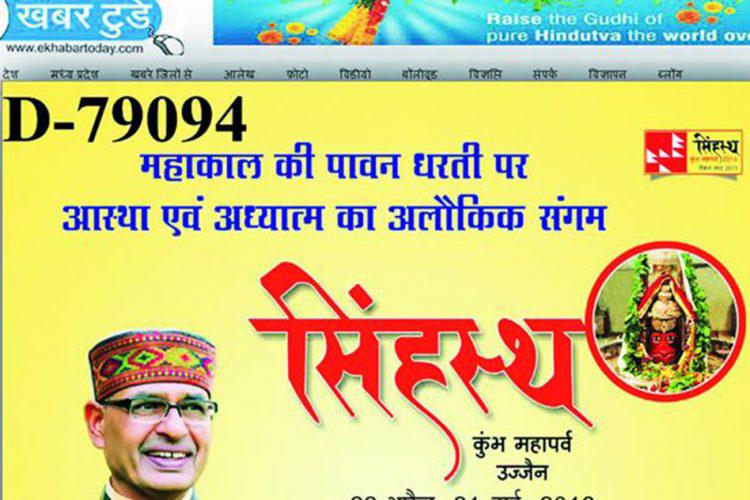 खबर टुडे
www.ekhabartoday.com
Raise the Gudhi of
pure Hindutva the world ove
देश मध्य प्रदेश खबरे जिलों से आलेख फ़ोटो विडीयो बॉलीवूड विज्ञप्ति संपर्क विज्ञापन ब्लॉग
D-79094
महाकाल की पावन धरती पर
आस्था एवं अध्यात्म का अलौकिक संगम
सिंहस्थ
सिंहस्थ
कुंभ महापर्व
उज्जैन